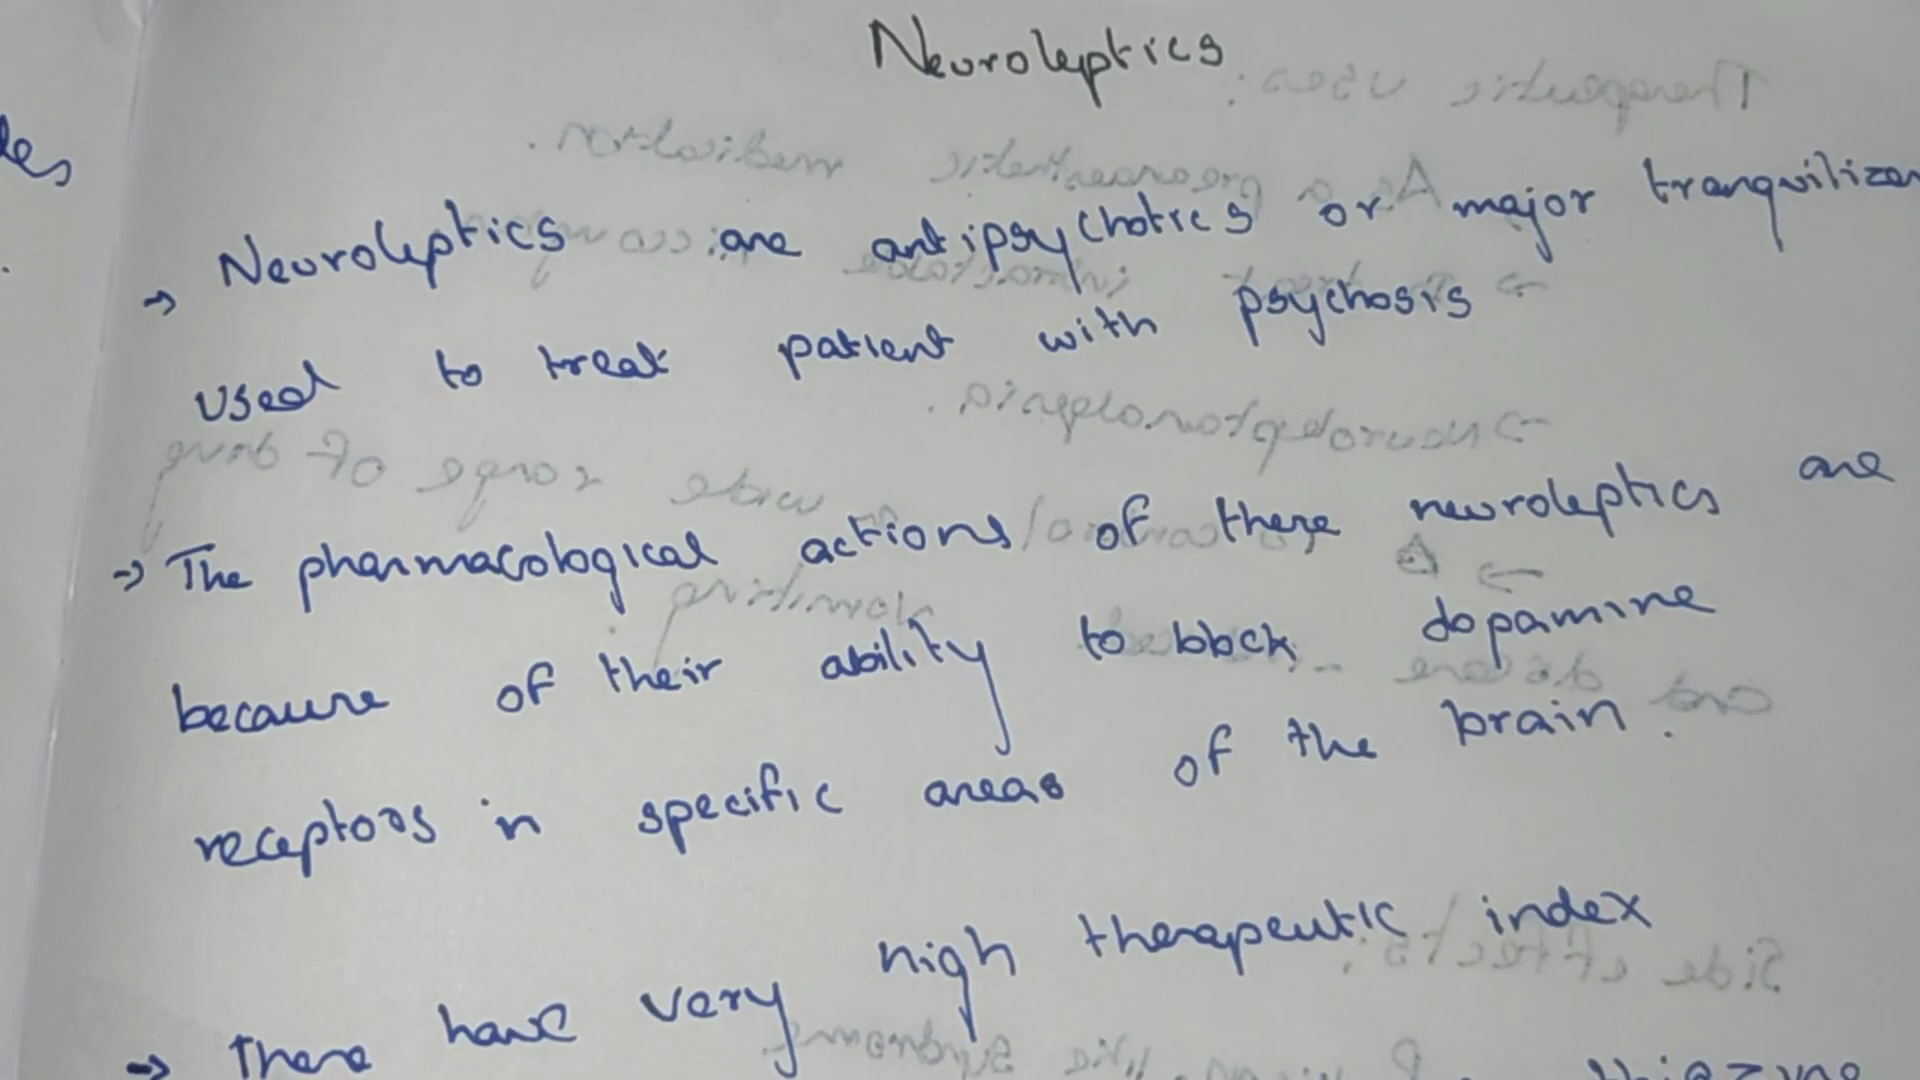 Neuroleptics
→ Neuroleptics are antipsychotics or major tranquilizer
used to treat patient with psychosis
→ The pharmacological actions of these neuroleptics are
because of their ability to block dopamine
receptors in specific areas of the brain.
→ There have very high therapeutic index